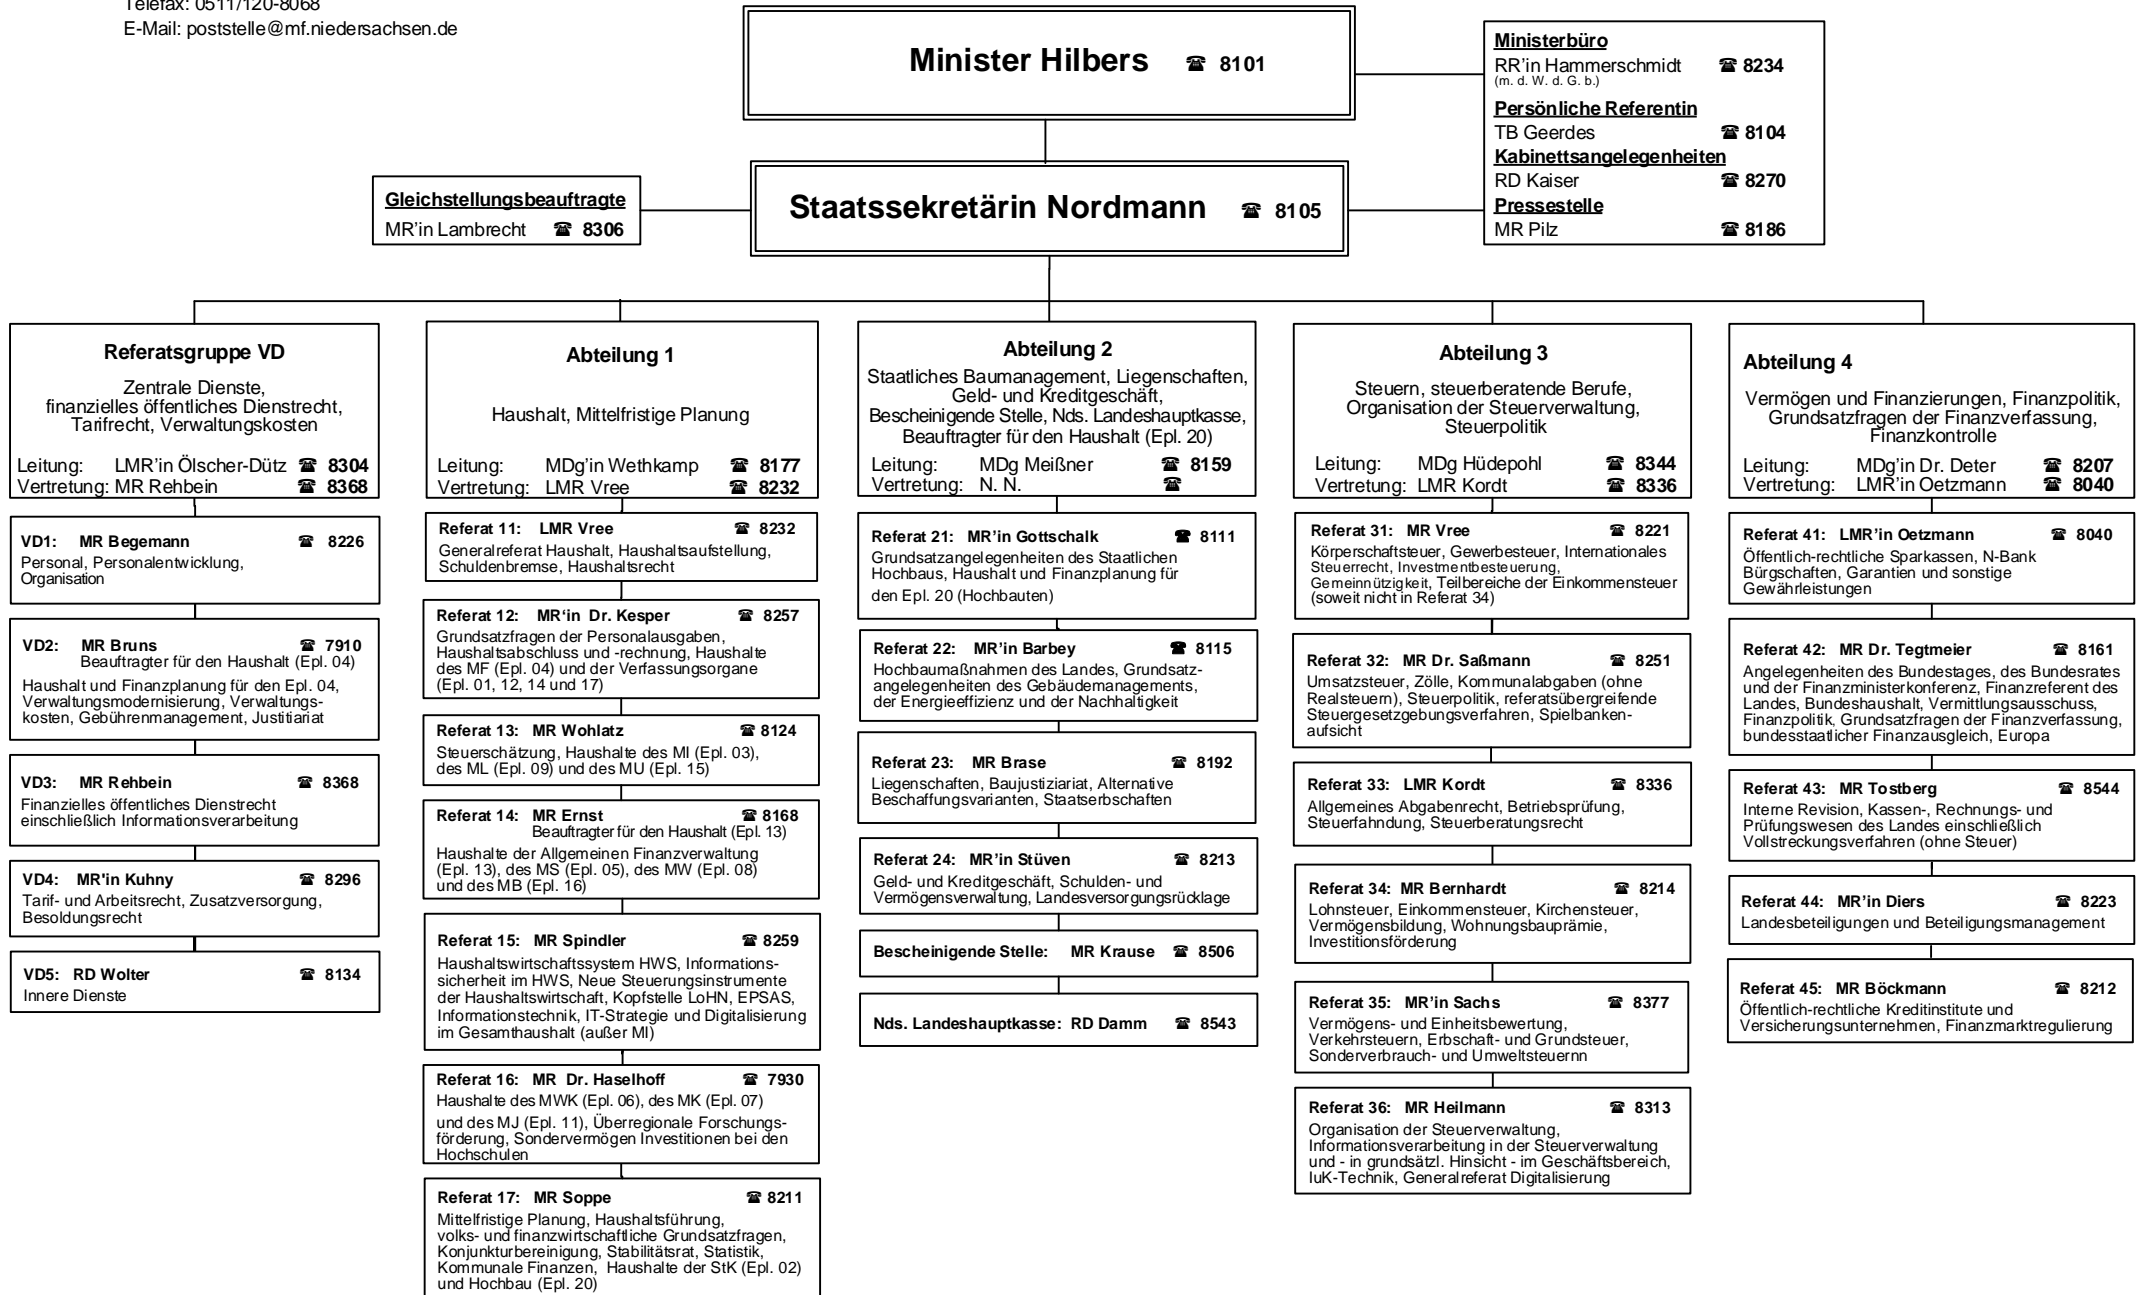 Telefax: 0511/120-8068
E-Mail: poststelle@mf.niedersachsen.de
Minister Hilbers ☎ 8101
Ministerbüro
RR'in Hammerschmidt ☎ 8234
(m. d. W. d. G. b.)
Persönliche Referentin
TB Geerdes ☎ 8104
Kabinettsangelegenheiten
RD Kaiser ☎ 8270
Pressestelle
MR Pilz ☎ 8186
Gleichstellungsbeauftragte
MR'in Lambrecht ☎ 8306
Staatssekretärin Nordmann ☎ 8105
Referatsgruppe VD
Zentrale Dienste,
finanzielles öffentliches Dienstrecht,
Tarifrecht, Verwaltungskosten
Leitung: LMR'in Ölscher-Dütz ☎ 8304
Vertretung: MR Rehbein ☎ 8368
VD1: MR Begemann ☎ 8226
Personal, Personalentwicklung,
Organisation
VD2: MR Bruns ☎ 7910
Beauftragter für den Haushalt (Epl. 04)
Haushalt und Finanzplanung für den Epl. 04,
Verwaltungsmodernisierung, Verwaltungs-
kosten, Gebührenmanagement, Justitiariat
VD3: MR Rehbein ☎ 8368
Finanzielles öffentliches Dienstrecht
einschließlich Informationsverarbeitung
VD4: MR'in Kuhny ☎ 8296
Tarif- und Arbeitsrecht, Zusatzversorgung,
Besoldungsrecht
VD5: RD Wolter ☎ 8134
Innere Dienste
Abteilung 1
Haushalt, Mittelfristige Planung
Leitung: MDg'in Wethkamp ☎ 8177
Vertretung: LMR Vree ☎ 8232
Referat 11: LMR Vree ☎ 8232
Generalreferat Haushalt, Haushaltsaufstellung,
Schuldenbremse, Haushaltsrecht
Referat 12: MR'in Dr. Kesper ☎ 8257
Grundsatzfragen der Personalausgaben,
Haushaltsabschluss und -rechnung, Haushalte
des MF (Epl. 04) und der Verfassungsorgane
(Epl. 01, 12, 14 und 17)
Referat 13: MR Wohlatz ☎ 8124
Steuerschätzung, Haushalte des MI (Epl. 03),
des ML (Epl. 09) und des MU (Epl. 15)
Referat 14: MR Ernst ☎ 8168
Beauftragter für den Haushalt (Epl. 13)
Haushalte der Allgemeinen Finanzverwaltung
(Epl. 13), des MS (Epl. 05), des MW (Epl. 08)
und des MB (Epl. 16)
Referat 15: MR Spindler ☎ 8259
Haushaltswirtschaftssystem HWS, Informations-
sicherheit im HWS, Neue Steuerungsinstrumente
der Haushaltswirtschaft, Kopfstelle LoHN, EPSAS,
Informationstechnik, IT-Strategie und Digitalisierung
im Gesamthaushalt (außer MI)
Referat 16: MR Dr. Haselhoff ☎ 7930
Haushalte des MWK (Epl. 06), des MK (Epl. 07)
und des MJ (Epl. 11), Überregionale Forschungs-
förderung, Sondervermögen Investitionen bei den
Hochschulen
Referat 17: MR Soppe ☎ 8211
Mittelfristige Planung, Haushaltsführung,
volks- und finanzwirtschaftliche Grundsatzfragen,
Konjunkturbereinigung, Stabilitätsrat, Statistik,
Kommunale Finanzen, Haushalte der StK (Epl. 02)
und Hochbau (Epl. 20)
Abteilung 2
Staatliches Baumanagement, Liegenschaften,
Geld- und Kreditgeschäft,
Bescheinigende Stelle, Nds. Landeshauptkasse,
Beauftragter für den Haushalt (Epl. 20)
Leitung: MDg Meißner ☎ 8159
Vertretung: N. N. ☎
Referat 21: MR'in Gottschalk ☎ 8111
Grundsatzangelegenheiten des Staatlichen
Hochbaus, Haushalt und Finanzplanung für
den Epl. 20 (Hochbauten)
Referat 22: MR'in Barbey ☎ 8115
Hochbaumaßnahmen des Landes, Grundsatz-
angelegenheiten des Gebäudemanagements,
der Energieeffizienz und der Nachhaltigkeit
Referat 23: MR Brase ☎ 8192
Liegenschaften, Baujustiziariat, Alternative
Beschaffungsvarianten, Staatserbschaften
Referat 24: MR'in Stüven ☎ 8213
Geld- und Kreditgeschäft, Schulden- und
Vermögensverwaltung, Landesversorgungsrücklage
Bescheinigende Stelle: MR Krause ☎ 8506
Nds. Landeshauptkasse: RD Damm ☎ 8543
Abteilung 3
Steuern, steuerberatende Berufe,
Organisation der Steuerverwaltung,
Steuerpolitik
Leitung: MDg Hüdepohl ☎ 8344
Vertretung: LMR Kordt ☎ 8336
Referat 31: MR Vree ☎ 8221
Körperschaftsteuer, Gewerbesteuer, Internationales
Steuerrecht, Investmentbesteuerung,
Gemeinnützigkeit, Teilbereiche der Einkommensteuer
(soweit nicht in Referat 34)
Referat 32: MR Dr. Saßmann ☎ 8251
Umsatzsteuer, Zölle, Kommunalabgaben (ohne
Realsteuern), Steuerpolitik, referatsübergreifende
Steuergesetzgebungsverfahren, Spielbanken-
aufsicht
Referat 33: LMR Kordt ☎ 8336
Allgemeines Abgabenrecht, Betriebsprüfung,
Steuerfahndung, Steuerberatungsrecht
Referat 34: MR Bernhardt ☎ 8214
Lohnsteuer, Einkommensteuer, Kirchensteuer,
Vermögensbildung, Wohnungsbauprämie,
Investitionsförderung
Referat 35: MR'in Sachs ☎ 8377
Vermögens- und Einheitsbewertung,
Verkehrsteuern, Erbschaft- und Grundsteuer,
Sonderverbrauch- und Umweltsteuernn
Referat 36: MR Heilmann ☎ 8313
Organisation der Steuerverwaltung,
Informationsverarbeitung in der Steuerverwaltung
und - in grundsätzl. Hinsicht - im Geschäftsbereich,
IuK-Technik, Generalreferat Digitalisierung
Abteilung 4
Vermögen und Finanzierungen, Finanzpolitik,
Grundsatzfragen der Finanzverfassung,
Finanzkontrolle
Leitung: MDg'in Dr. Deter ☎ 8207
Vertretung: LMR'in Oetzmann ☎ 8040
Referat 41: LMR'in Oetzmann ☎ 8040
Öffentlich-rechtliche Sparkassen, N-Bank
Bürgschaften, Garantien und sonstige
Gewährleistungen
Referat 42: MR Dr. Tegtmeier ☎ 8161
Angelegenheiten des Bundestages, des Bundesrates
und der Finanzministerkonferenz, Finanzreferent des
Landes, Bundeshaushalt, Vermittlungsausschuss,
Finanzpolitik, Grundsatzfragen der Finanzverfassung,
bundesstaatlicher Finanzausgleich, Europa
Referat 43: MR Tostberg ☎ 8544
Interne Revision, Kassen-, Rechnungs- und
Prüfungswesen des Landes einschließlich
Vollstreckungsverfahren (ohne Steuer)
Referat 44: MR'in Diers ☎ 8223
Landesbeteiligungen und Beteiligungsmanagement
Referat 45: MR Böckmann ☎ 8212
Öffentlich-rechtliche Kreditinstitute und
Versicherungsunternehmen, Finanzmarktregulierung